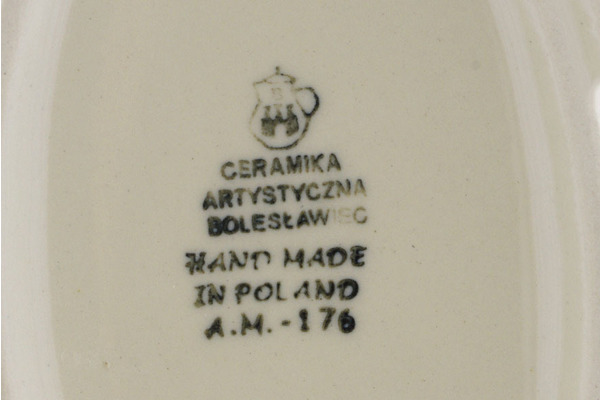 B
CERAMIKA
ARTYSTYCZNA
BOLESŁAWIEC
HAND MADE
IN POLAND
A.M.-176